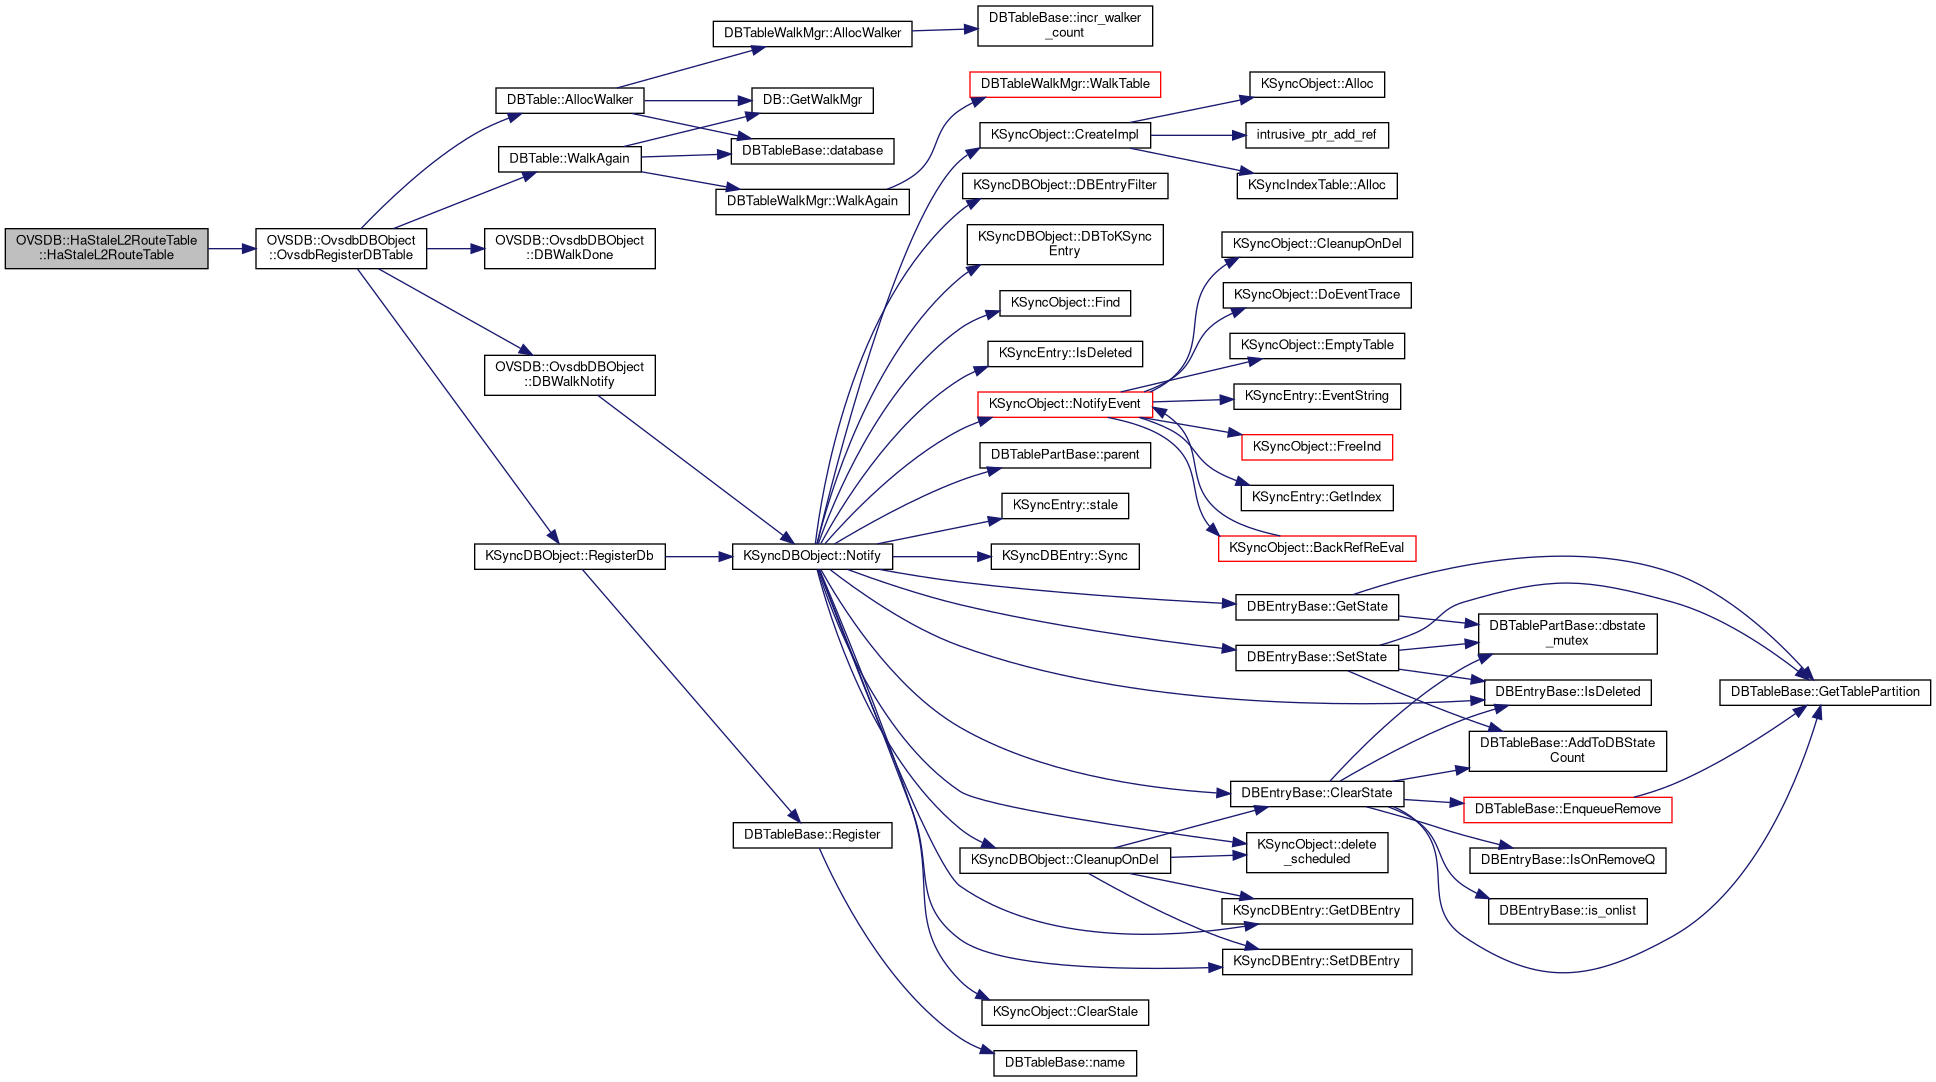 OVSDB::HaStaleL2RouteTable
::HaStaleL2RouteTable
OVSDB::OvsdbDBObject
::OvsdbRegisterDBTable
DBTable::AllocWalker
DBTable::WalkAgain
OVSDB::OvsdbDBObject
::DBWalkDone
OVSDB::OvsdbDBObject
::DBWalkNotify
KSyncDBObject::RegisterDb
DBTableWalkMgr::AllocWalker
DB::GetWalkMgr
DBTableBase::database
DBTableWalkMgr::WalkAgain
KSyncDBObject::Notify
DBTableBase::Register
DBTableBase::incr_walker
_count
DBTableWalkMgr::WalkTable
KSyncObject::CreateImpl
KSyncDBObject::DBEntryFilter
KSyncDBObject::DBToKSync
Entry
KSyncObject::Find
KSyncEntry::IsDeleted
KSyncObject::NotifyEvent
DBTablePartBase::parent
KSyncEntry::stale
KSyncDBEntry::Sync
KSyncDBObject::CleanupOnDel
KSyncObject::ClearStale
DBTableBase::name
KSyncObject::Alloc
intrusive_ptr_add_ref
KSyncIndexTable::Alloc
KSyncObject::CleanupOnDel
KSyncObject::DoEventTrace
KSyncObject::EmptyTable
KSyncEntry::EventString
KSyncObject::FreeInd
KSyncEntry::GetIndex
KSyncObject::BackRefReEval
DBEntryBase::GetState
DBEntryBase::SetState
DBEntryBase::ClearState
KSyncObject::delete
_scheduled
KSyncDBEntry::GetDBEntry
KSyncDBEntry::SetDBEntry
DBTablePartBase::dbstate
_mutex
DBEntryBase::IsDeleted
DBTableBase::AddToDBState
Count
DBTableBase::EnqueueRemove
DBEntryBase::IsOnRemoveQ
DBEntryBase::is_onlist
DBTableBase::GetTablePartition